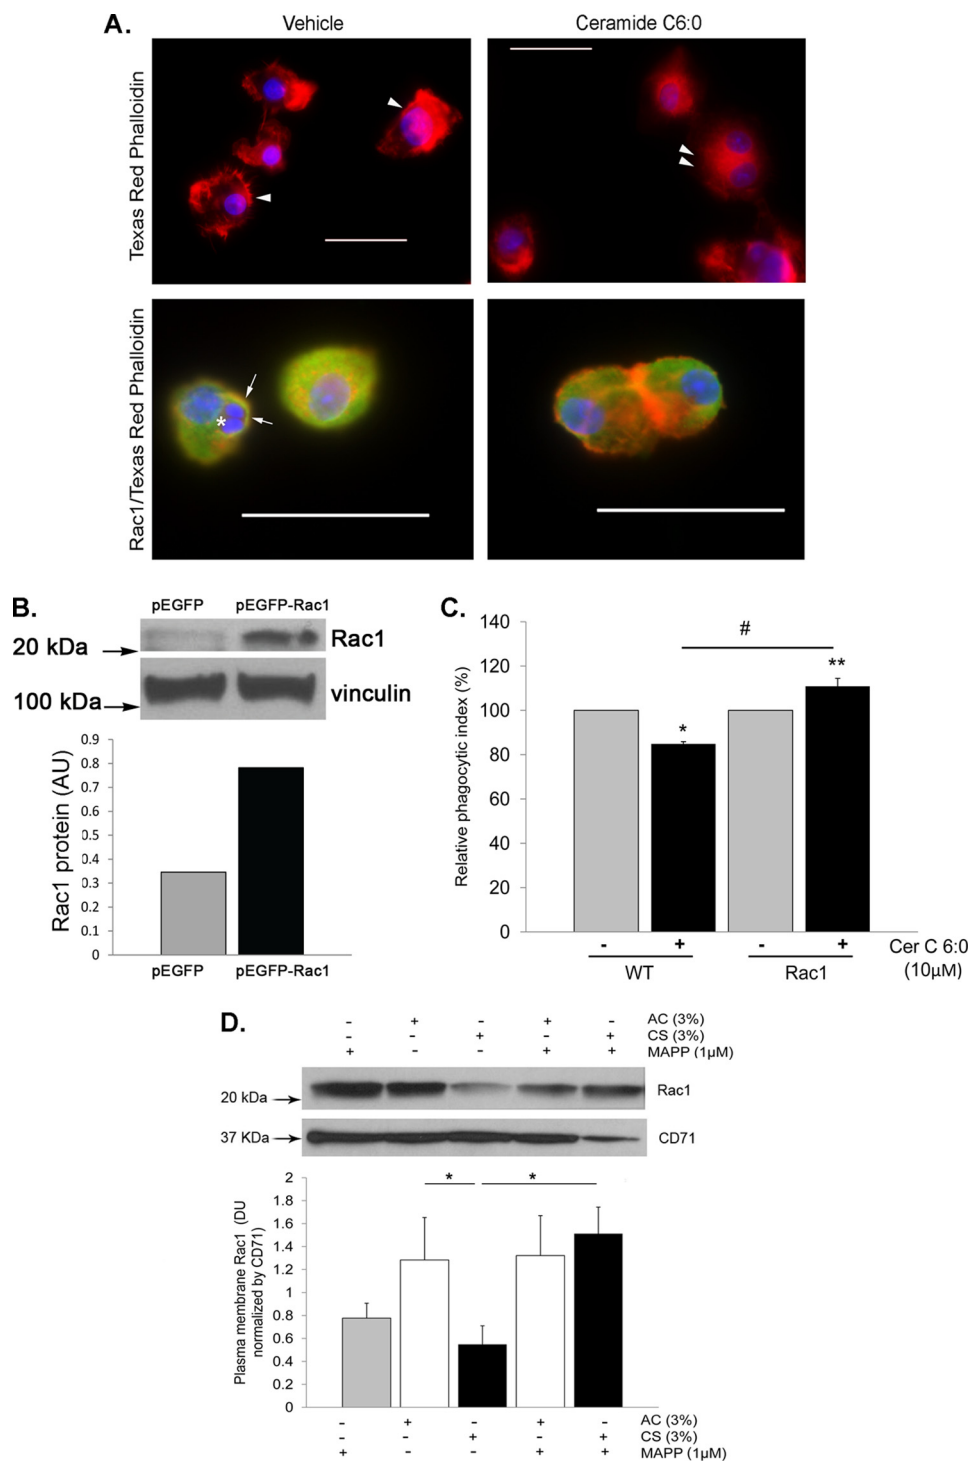 A.
Vehicle
Ceramide C6:0
Texas Red Phalloidin
Rac1/Texas Red Phalloidin
*
B.
pEGFP pEGFP-Rac1
20 kDa Rac1
100 kDa vinculin
Rac1 protein (AU)
0.9
0.8
0.7
0.6
0.5
0.4
0.3
0.2
0.1
0
pEGFP pEGFP-Rac1
C.
Relative phagocytic index (%)
140
120
100
80
60
40
20
0
#
* **
- + - + Cer C 6:0
(10µM)
WT Rac1
D.
- + - + - AC (3%)
- - + - + CS (3%)
+ - - + + MAPP (1µM)
20 kDa Rac1
37 KDa CD71
Plasma membrane Rac1 (DU
normalized by CD71)
2
1.8
1.6
1.4
1.2
1
0.8
0.6
0.4
0.2
0
* *
- + - + - AC (3%)
- - + - + CS (3%)
+ - - + + MAPP (1µM)